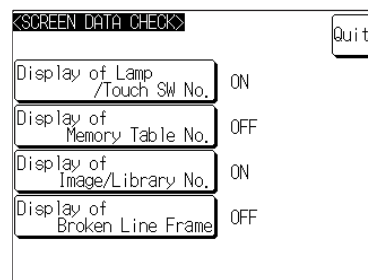 <SCREEN DATA CHECK>
Quit
Display of Lamp
/Touch SW No.
ON
Display of
Memory Table No.
OFF
Display of
Image/Library No.
ON
Display of
Broken Line Frame
OFF